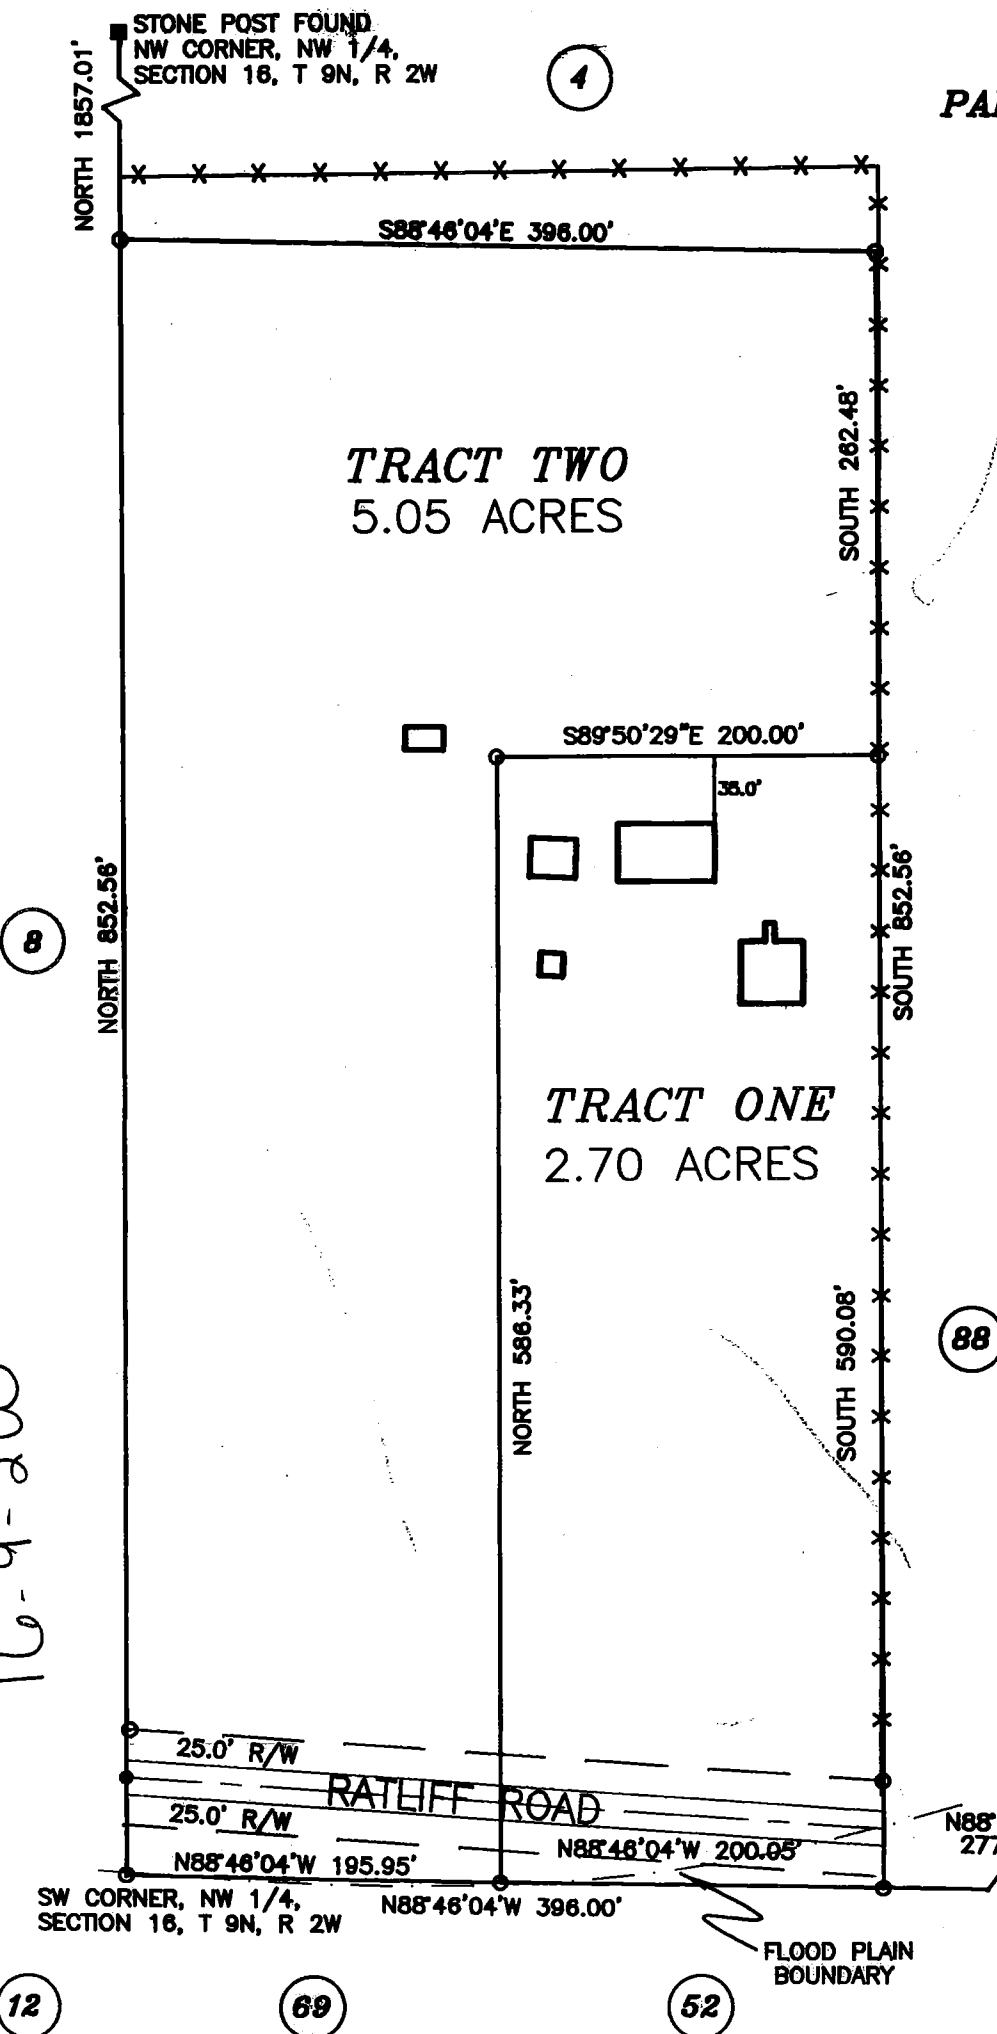 STONE POST FOUND
NW CORNER, NW 1/4,
SECTION 16, T 9N, R 2W
NORTH 1857.01'
4
S88°46'04'E 396.00'
SOUTH 262.48'
TRACT TWO
5.05 ACRES
S89°50'29"E 200.00'
35.0'
NORTH 852.56'
SOUTH 852.56'
8
TRACT ONE
2.70 ACRES
NORTH 586.33'
SOUTH 590.08'
88
16-9-2W
25.0' R/W
RATLIFF ROAD
25.0' R/W
N88°46'04'W 195.95'
N88°46'04'W 200.05'
N88°
277
SW CORNER, NW 1/4,
SECTION 16, T 9N, R 2W
N88°46'04'W 396.00'
FLOOD PLAIN
BOUNDARY
12
69
52